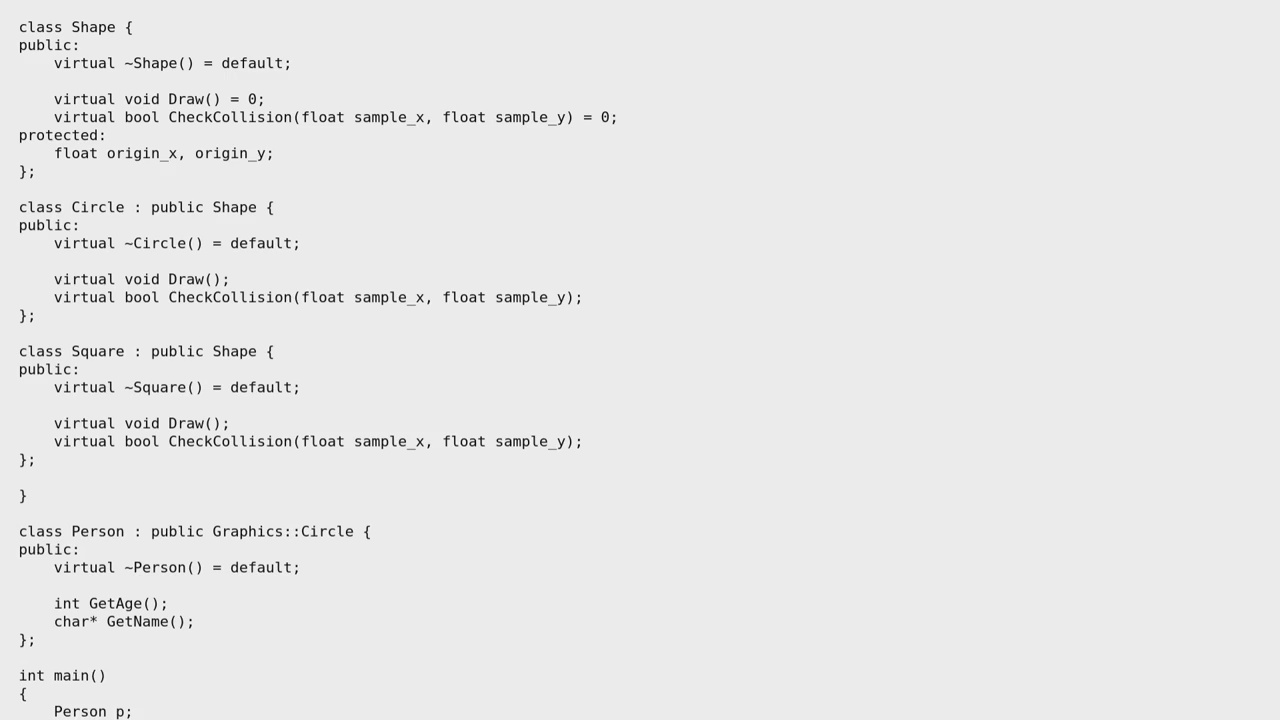 class Shape {
public:
    virtual ~Shape() = default;

    virtual void Draw() = 0;
    virtual bool CheckCollision(float sample_x, float sample_y) = 0;
protected:
    float origin_x, origin_y;
};

class Circle : public Shape {
public:
    virtual ~Circle() = default;

    virtual void Draw();
    virtual bool CheckCollision(float sample_x, float sample_y);
};

class Square : public Shape {
public:
    virtual ~Square() = default;

    virtual void Draw();
    virtual bool CheckCollision(float sample_x, float sample_y);
};

}

class Person : public Graphics::Circle {
public:
    virtual ~Person() = default;

    int GetAge();
    char* GetName();
};

int main()
{
    Person p;